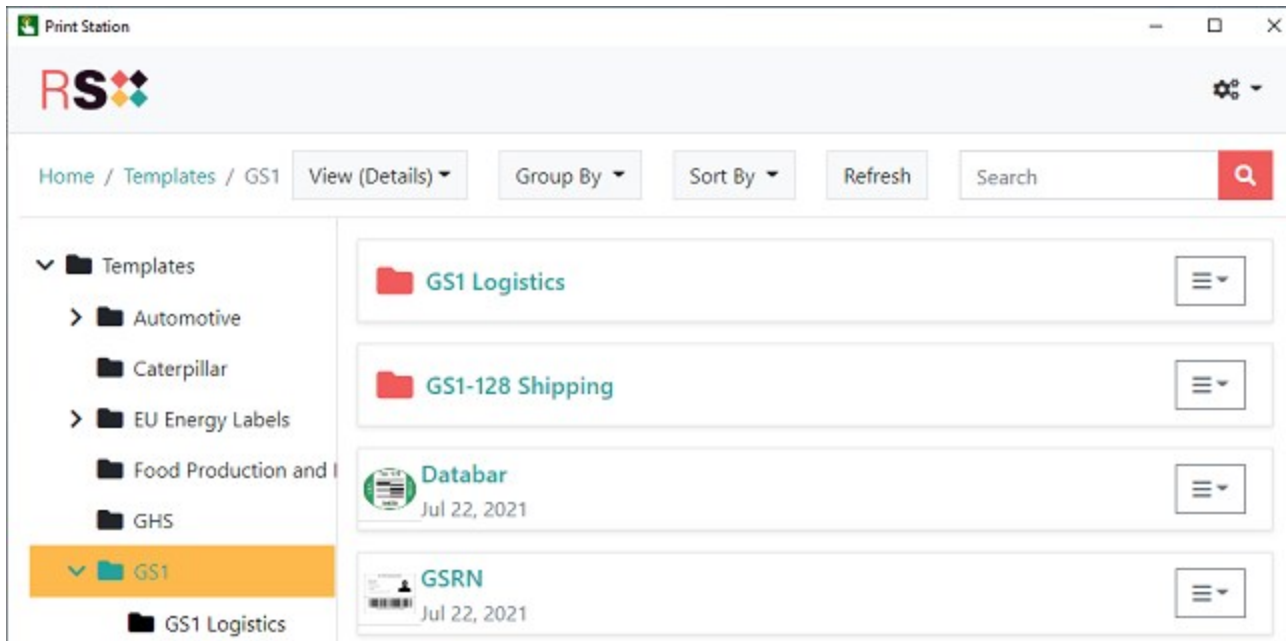 Print Station
RS
Home / Templates / GS1 View (Details) Group By Sort By Refresh Search
Templates
Automotive
Caterpillar
EU Energy Labels
Food Production and
GHS
GS1
GS1 Logistics
GS1 Logistics
GS1-128 Shipping
Databar
Jul 22, 2021
GSRN
Jul 22, 2021